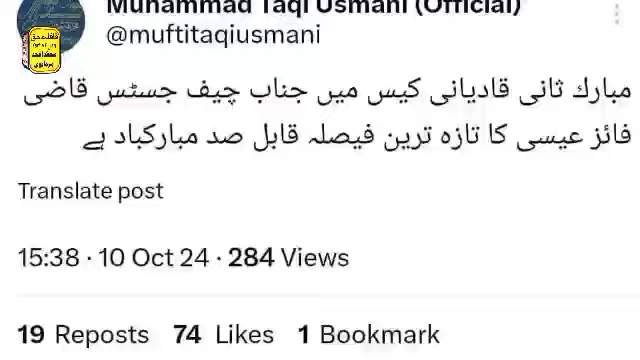 Muhammad Taqi Usmani (Official)
@muftitaqiusmani
مبارك ثانی قادیانی کیس میں جناب چیف جسٹس قاضی
فائز عیسی کا تازہ ترین فیصلہ قابل صد مبارکباد ہے
Translate post
15:38 · 10 Oct 24 · 284 Views
19 Reposts 74 Likes 1 Bookmark